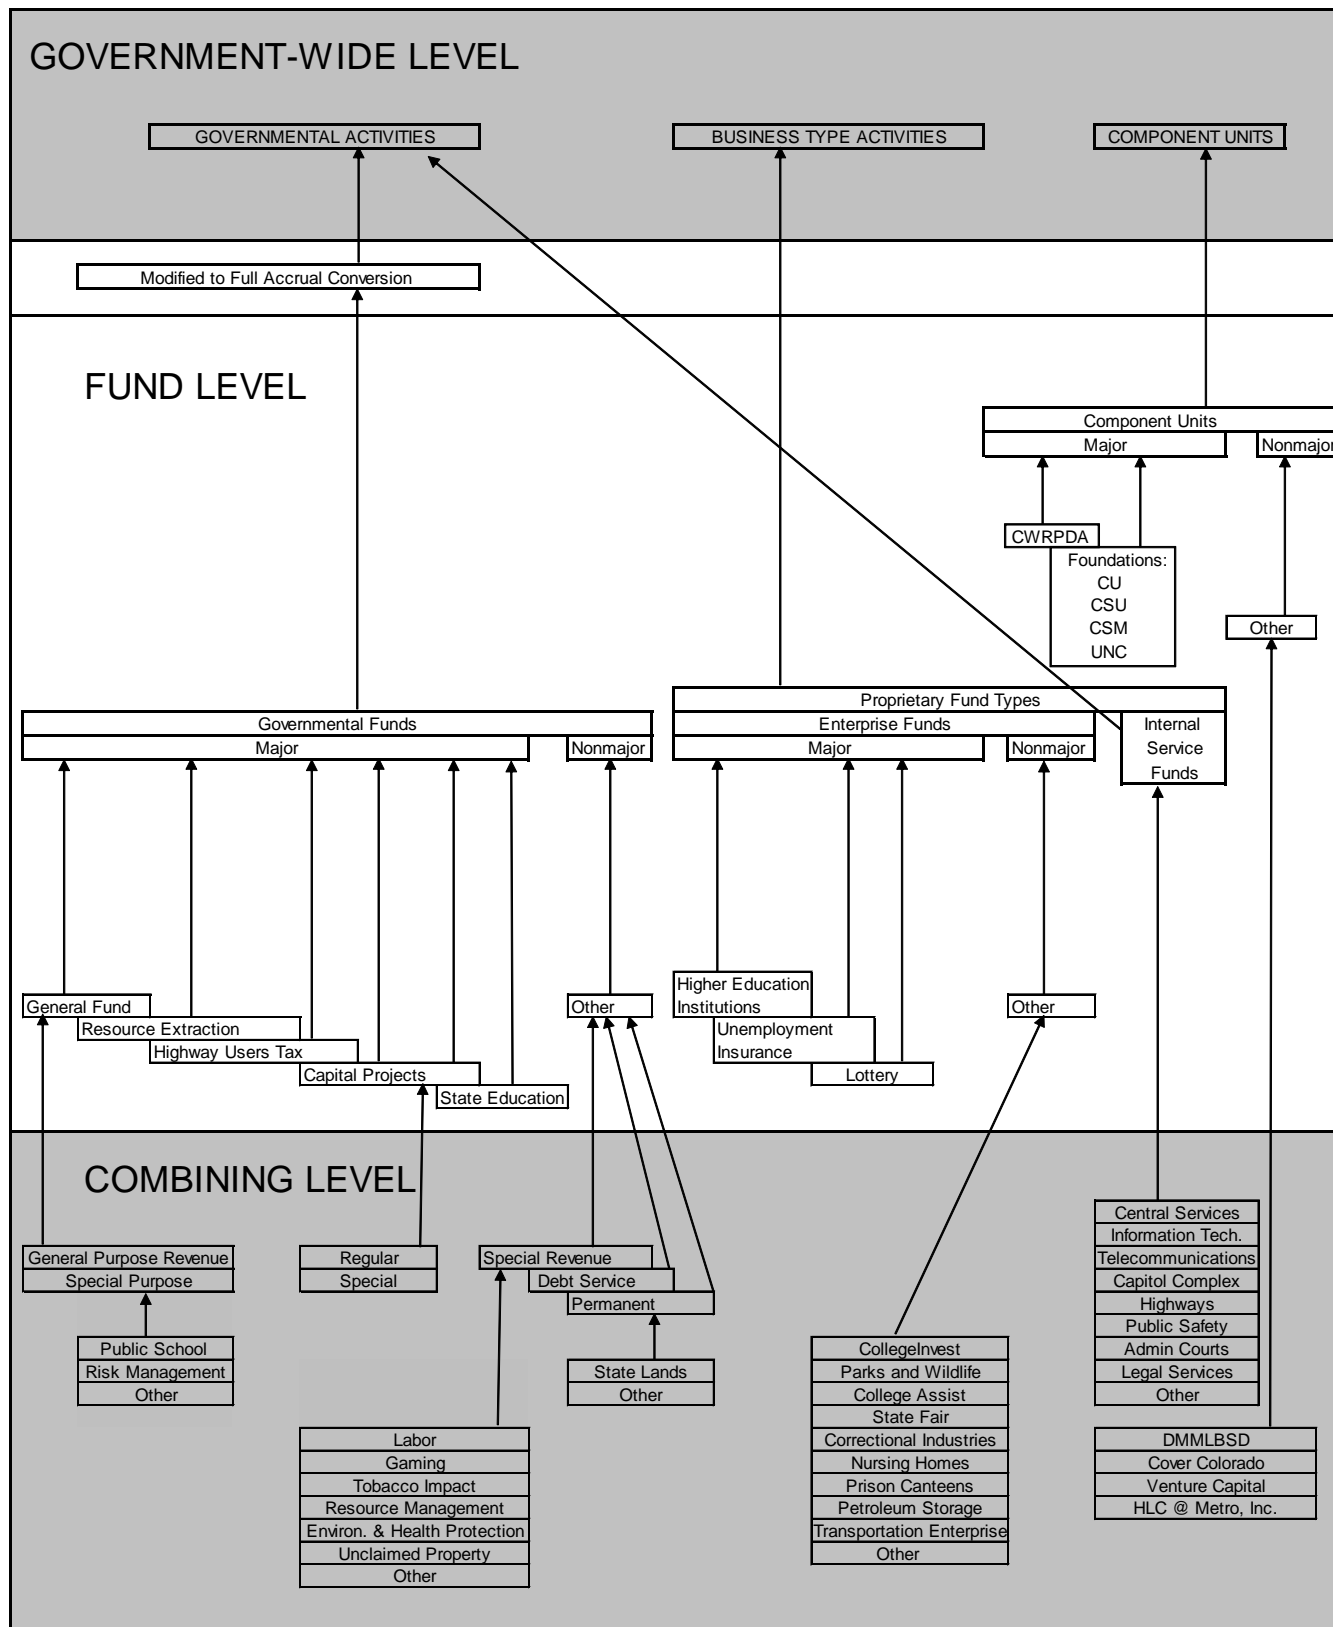 GOVERNMENT-WIDE LEVEL
GOVERNMENTAL ACTIVITIES
BUSINESS TYPE ACTIVITIES
COMPONENT UNITS
Modified to Full Accrual Conversion
FUND LEVEL
Component Units
Major
Nonmajor
CWRPDA
Foundations:
CU
CSU
CSM
UNC
Other
Governmental Funds
Major
Nonmajor
Proprietary Fund Types
Enterprise Funds
Major
Nonmajor
Internal
Service
Funds
General Fund
Resource Extraction
Highway Users Tax
Capital Projects
State Education
Other
Higher Education
Institutions
Unemployment
Insurance
Lottery
Other
COMBINING LEVEL
General Purpose Revenue
Special Purpose
Public School
Risk Management
Other
Regular
Special
Special Revenue
Debt Service
Permanent
State Lands
Other
Labor
Gaming
Tobacco Impact
Resource Management
Environ. & Health Protection
Unclaimed Property
Other
CollegeInvest
Parks and Wildlife
College Assist
State Fair
Correctional Industries
Nursing Homes
Prison Canteens
Petroleum Storage
Transportation Enterprise
Other
Central Services
Information Tech.
Telecommunications
Capitol Complex
Highways
Public Safety
Admin Courts
Legal Services
Other
DMMLBSD
Cover Colorado
Venture Capital
HLC @ Metro, Inc.